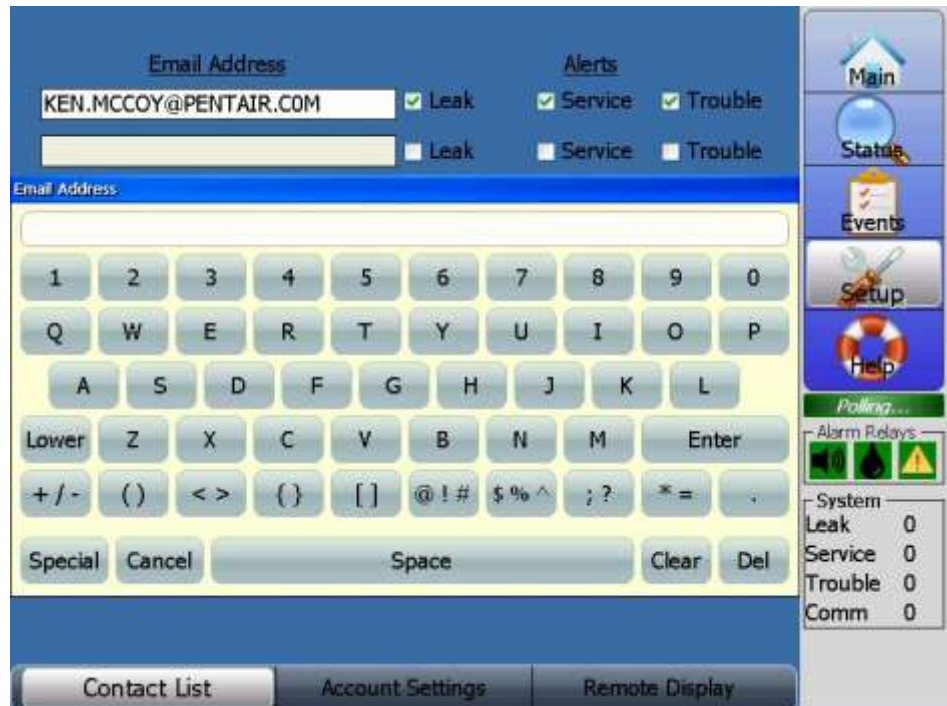 Email Address Alerts
KEN.MCCOY@PENTAIR.COM Leak Service Trouble
Leak Service Trouble
Email Address
1 2 3 4 5 6 7 8 9 0
Q W E R T Y U I O P
A S D F G H J K L
Lower Z X C V B N M Enter
+/- () <> {} [] @!# $%^ ;? *= .
Special Cancel Space Clear Del
Contact List Account Settings Remote Display
Main
Status
Events
Setup
Help
Polling...
Alarm Relays
System
Leak 0
Service 0
Trouble 0
Comm 0